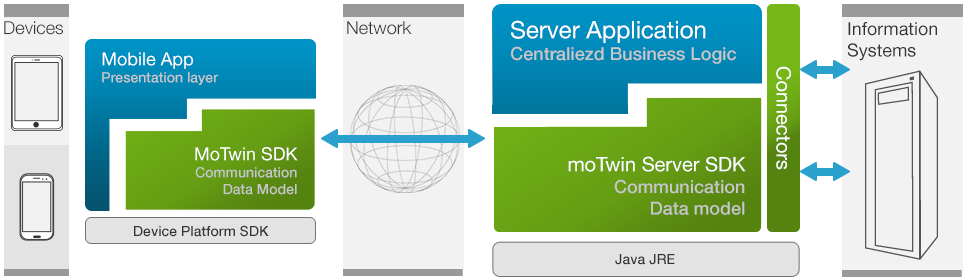 Devices
Mobile App
Presentation layer
MoTwin SDK
Communication
Data Model
Device Platform SDK
Network
Server Application
Centraliezd Business Logic
moTwin Server SDK
Communication
Data model
Java JRE
Connectors
Information
Systems